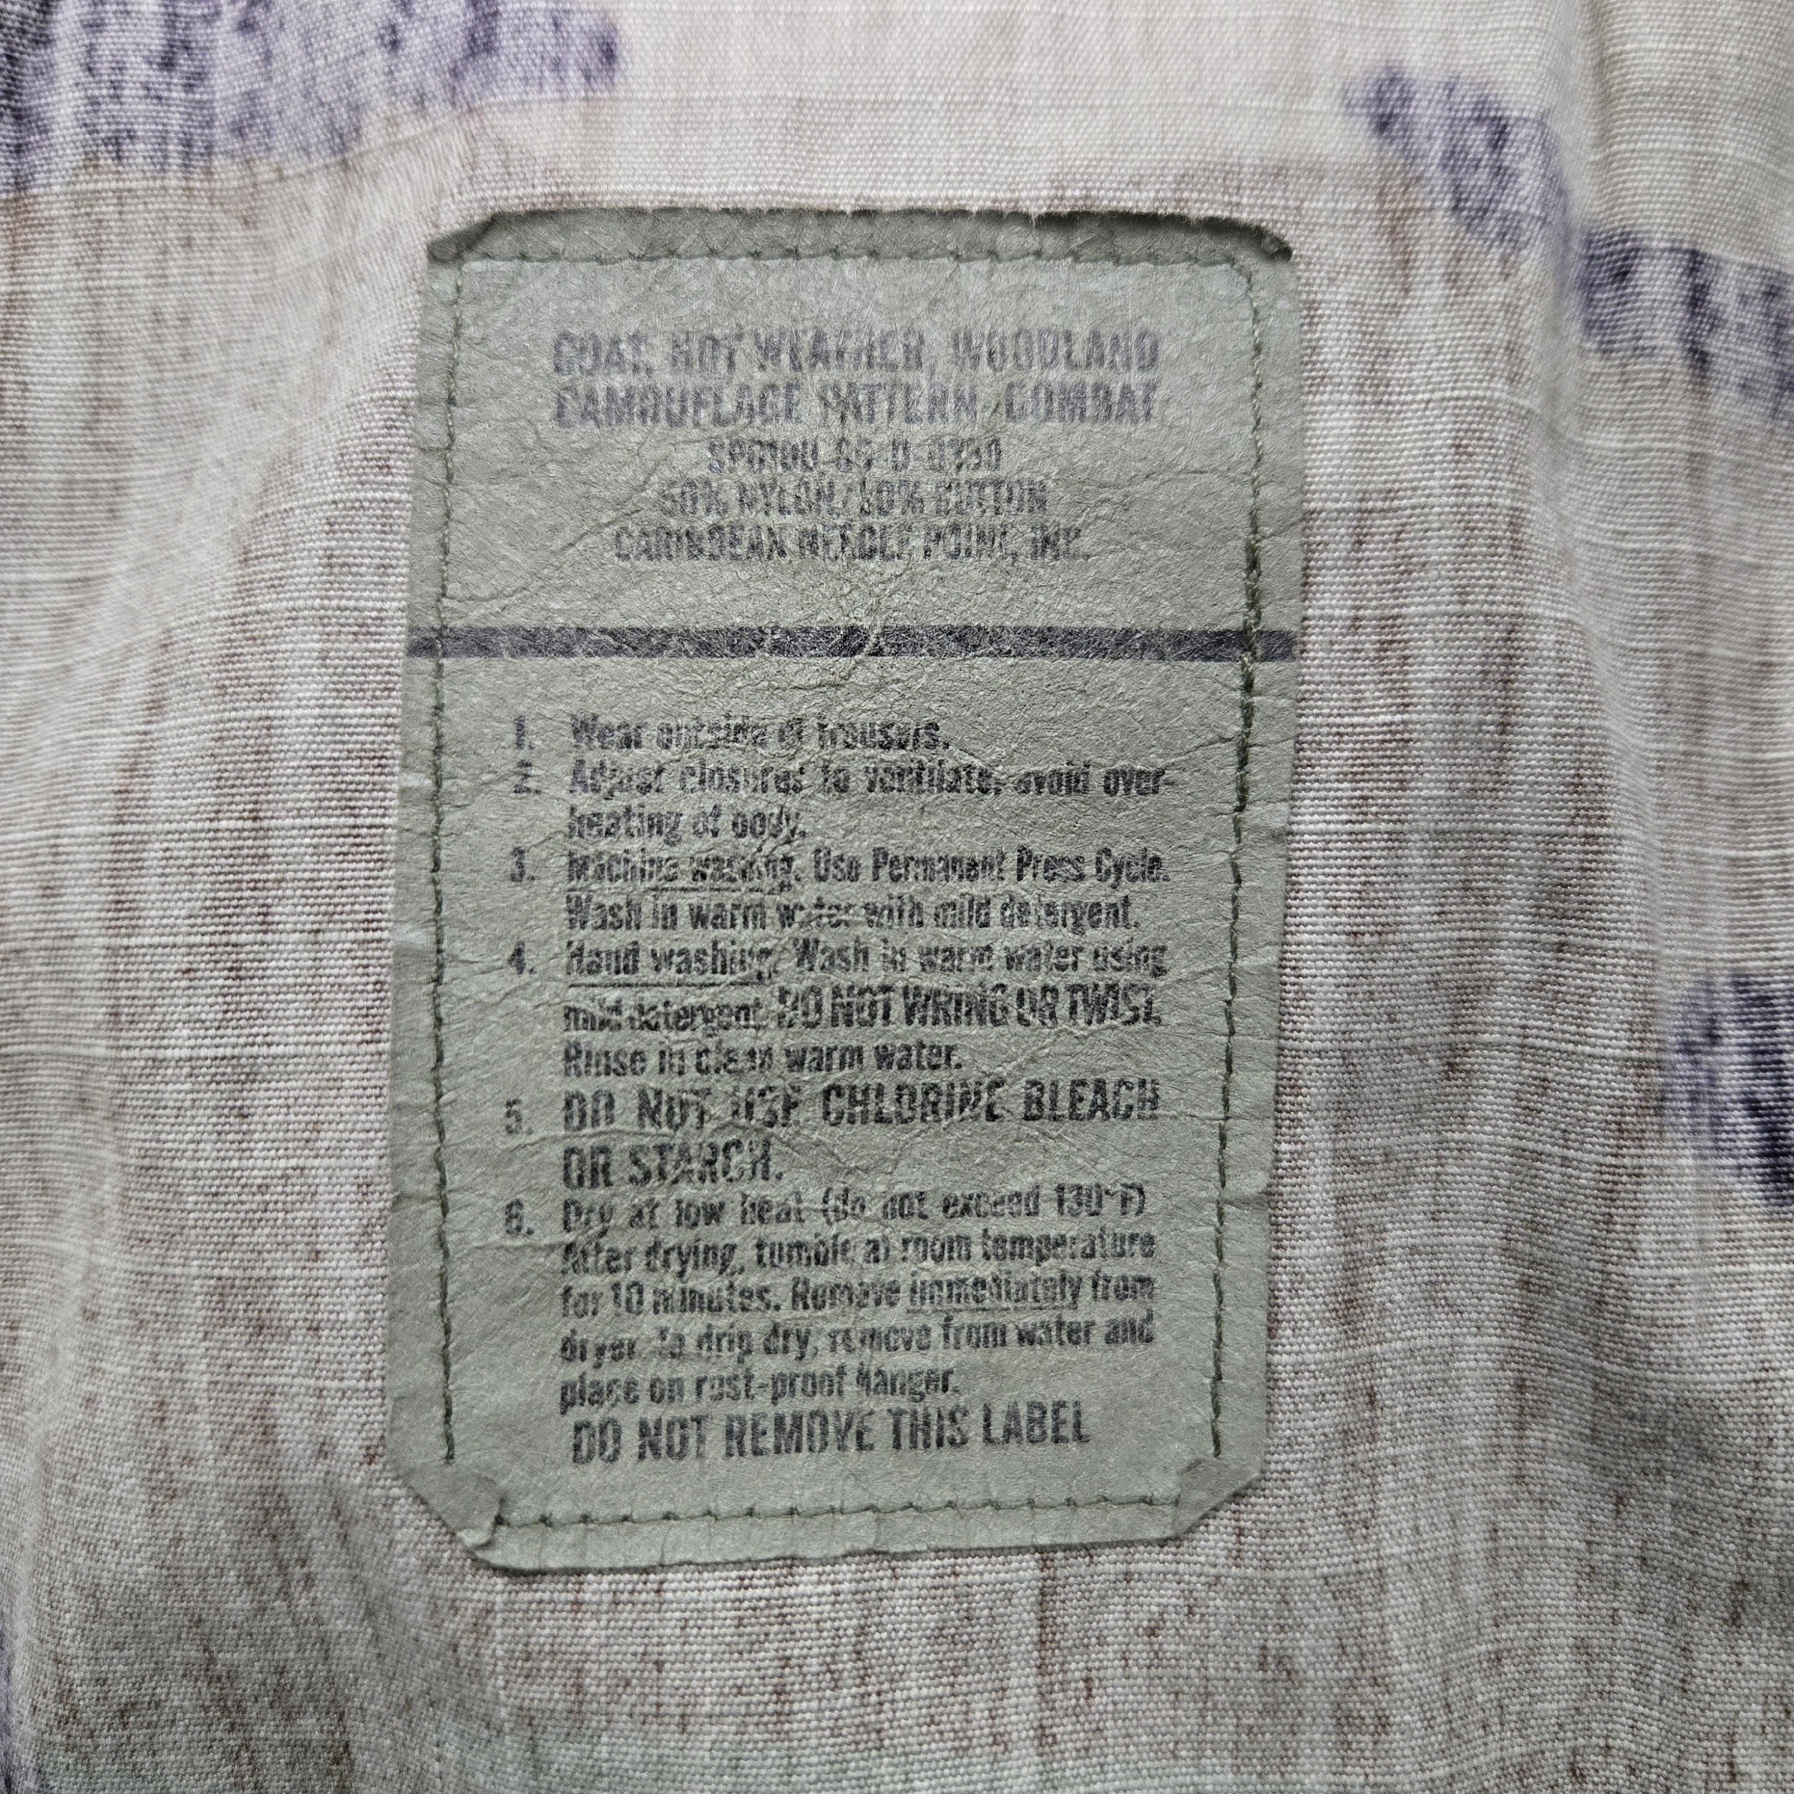 COAT, HOT WEATHER, WOODLAND
CAMOUFLAGE PATTERN, COMBAT
50% NYLON/50% COTTON
CARIBBEAN NEEDLE POINT, INC.
1. Wear outside of trousers.
2. Adjust closures to ventilate, avoid over-
heating of body.
3. Machine washing. Use Permanent Press Cycle.
Wash in warm water with mild detergent.
4. Hand washing. Wash in warm water using
mild detergent. DO NOT WRING OR TWIST.
Rinse in clean warm water.
5. DO NOT USE CHLORINE BLEACH
OR STARCH.
6. Dry at low heat (do not exceed 130°F)
After drying, tumble at room temperature
for 10 minutes. Remove immediately from
dryer. To drip dry, remove from water and
place on rust-proof hanger.
DO NOT REMOVE THIS LABEL